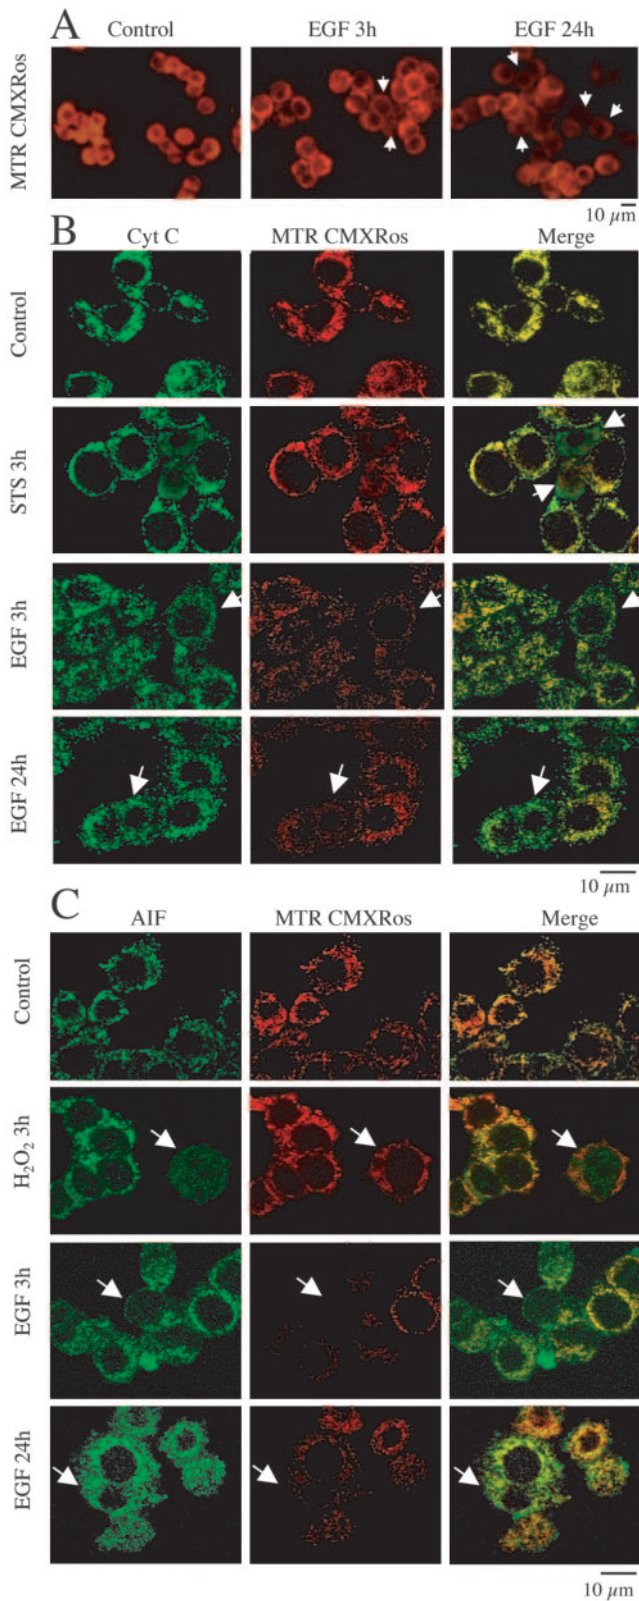 A
Control EGF 3h EGF 24h
MTR CMXRos
10 µm
B
Cyt C MTR CMXRos Merge
Control
STS 3h
EGF 3h
EGF 24h
10 µm
C
AIF MTR CMXRos Merge
Control
H₂O₂ 3h
EGF 3h
EGF 24h
10 µm